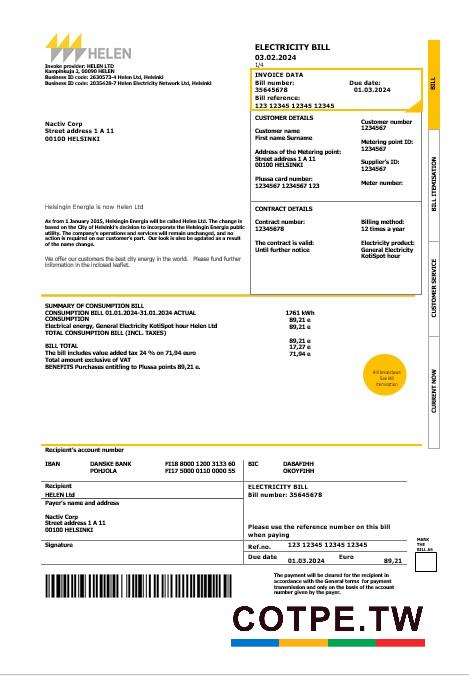 HELEN
Invoke provider: HELEN LTD
Kampinkuja 2, 00090 HELEN
Business ID code: 2630573-4 Helen Ltd, Helsinki
Business ID code: 2035428-7 Helen Electricity Network Ltd, Helsinki
ELECTRICITY BILL
03.02.2024
1/4
INVOICE DATA
Bill number: Due date:
35645678 01.03.2024
Bill reference:
123 12345 12345 12345
Nactiv Corp
Street address 1 A 11
00100 HELSINKI
CUSTOMER DETAILS
Customer name
First name Surname
Address of the Metering point:
Street address 1 A 11
00100 HELSINKI
Plussa card number:
1234567 1234567 123
Customer number
1234567
Metering point ID:
1234567
Supplier's ID:
1234567
Meter number:
Helsingin Energia is now Helen Ltd
As from 1 January 2015, Helsingin Energia will be called Helen Ltd. The change is
based on the City of Helsinki's decision to incorporate the Helsingin Energia public
utility. The company's operations and services will remain unchanged, and no
action is required on our customer's part. Our look is also be updated as a result
of the name change.
We offer our customers the best city energy in the world. Please fund further
information in the inclosed leaflet.
CONTRACT DETAILS
Contract number:
12345678
The contract is valid:
Until further notice
Billing method:
12 times a year
Electricity product:
General Electricity
KotiSpot hour
BILL
BILL ITEMISATION
CUSTOMER SERVICE
CURRENT NOW
SUMMARY OF CONSUMPTION BILL
CONSUMPTION BILL 01.01.2024-31.01.2024 ACTUAL 1761 kWh
CONSUMPTION 89,21 e
Electrical energy, General Electricity KotiSpot hour Helen Ltd 89,21 e
TOTAL CONSUMPTION BILL (INCL. TAXES)
89,21 e
BILL TOTAL 17,27 e
The bill includes value added tax 24 % on 71,94 euro 71,94 e
Total amount exclusive of VAT
BENEFITS Purchases entitling to Plussa points 89,21 e.
Bill breakdown
See Bill
itemisation
Recipient's account number
IBAN DANSKE BANK FI18 8000 1200 3133 60 BIC DABAFIHH
POHJOLA FI17 5000 0110 0000 55 OKOYFIHH
Recipient
HELEN Ltd
ELECTRICITY BILL
Bill number: 35645678
Payer's name and address
Nactiv Corp
Street address 1 A 11
00100 HELSINKI
Please use the reference number on this bill
when paying
Signature
Ref.no. 123 12345 12345 12345
Due date 01.03.2024 Euro 89,21
MARK
THE
BILL AS
The payment will be cleared for the recipient in
accordance with the General terms for payment
transmission and only on the basis of the account
number given by the payer.
COTPE.TW